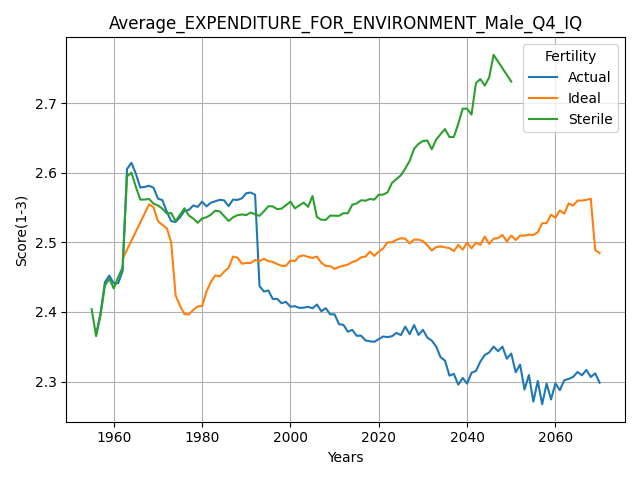 Average_EXPENDITURE_FOR_ENVIRONMENT_Male_Q4_IQ
Fertility
Actual
Ideal
Sterile
2.7
2.6
2.5
2.4
2.3
Score(1-3)
1960 1980 2000 2020 2040 2060
Years